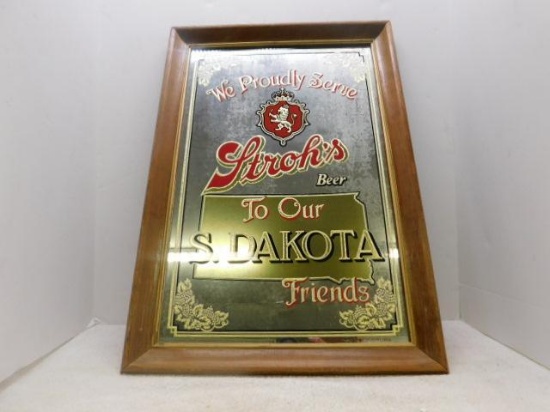 We Proudly Serve
Stroh's
Beer
To Our
S. DAKOTA
Friends